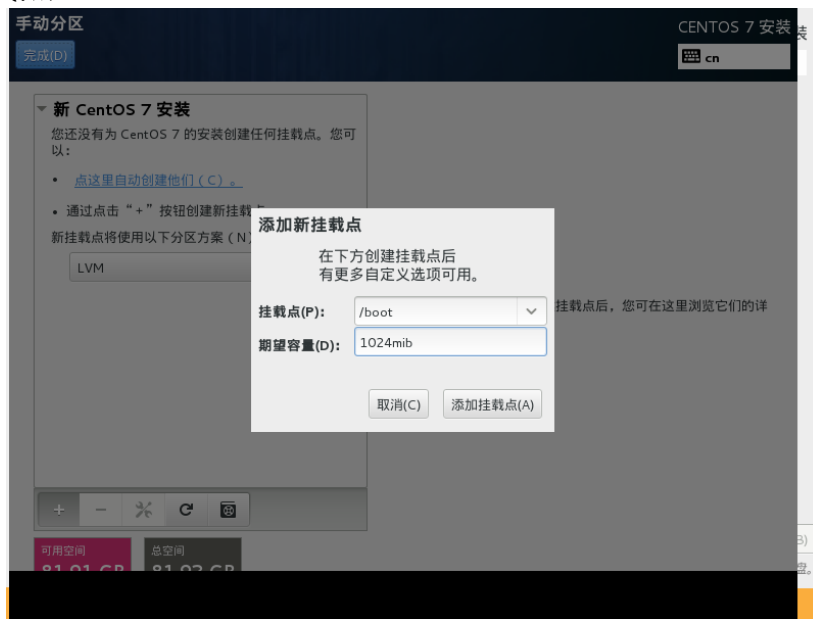 手动分区
CENTOS 7 安装
完成(D)
cn
新 CentOS 7 安装
您还没有为 CentOS 7 的安装创建任何挂载点。您可
以：
• 点这里自动创建他们 ( C ) 。
• 通过点击“+”按钮创建新挂载
新挂载点将使用以下分区方案 ( N )
LVM
添加新挂载点
在下方创建挂载点后
有更多自定义选项可用。
挂载点(P)：
/boot
期望容量(D)：
1024mib
取消(C)
添加挂载点(A)
挂载点后，您可在这里浏览它们的详
可用空间
总空间
装
盘。